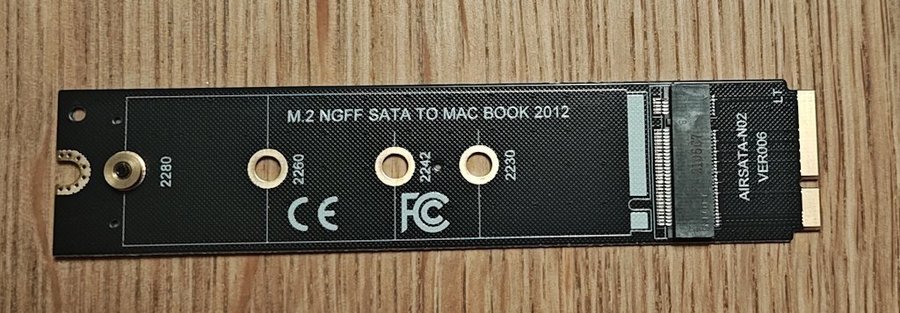 M.2 NGFF SATA TO MAC BOOK 2012
2280
2260
2242
2230
CE
FC
AIRSATA-N02
VER006
LT